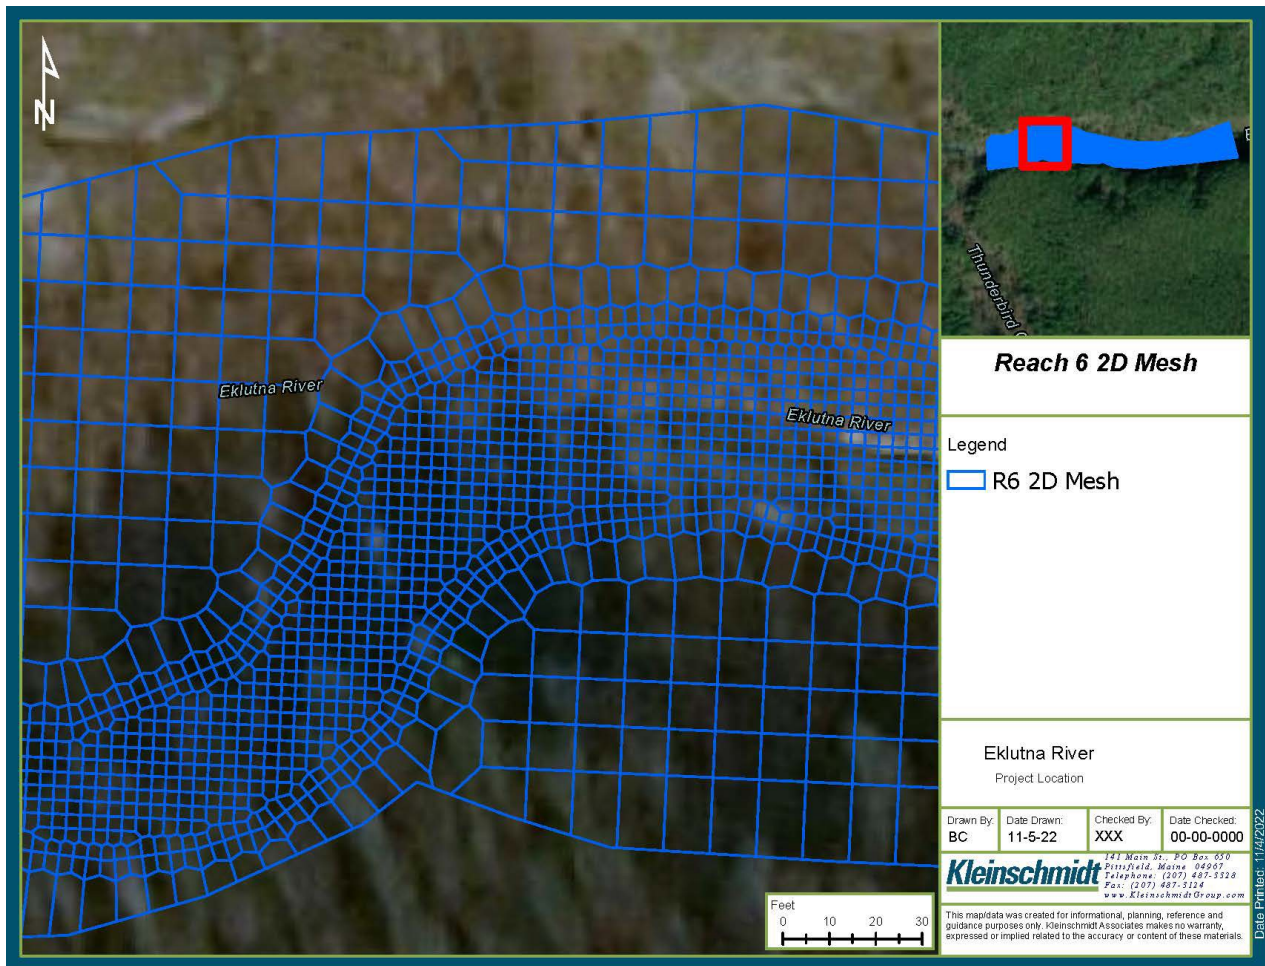 N
Eklutna River
Eklutna River
Thunderbird
Reach 6 2D Mesh
Legend
R6 2D Mesh
Eklutna River
Project Location
Drawn By:
BC
Date Drawn:
11-5-22
Checked By:
XXX
Date Checked:
00-00-0000
Kleinschmidt
141 Main St., PO Box 650
Pittsfield, Maine 04967
Telephone: (207) 487-3328
Fax: (207) 487-3124
www.KleinschmidtGroup.com
Feet
0 10 20 30
This map/data was created for informational, planning, reference and
guidance purposes only. Kleinschmidt Associates makes no warranty,
expressed or implied related to the accuracy or content of these materials.
Date Printed: 11/4/2022